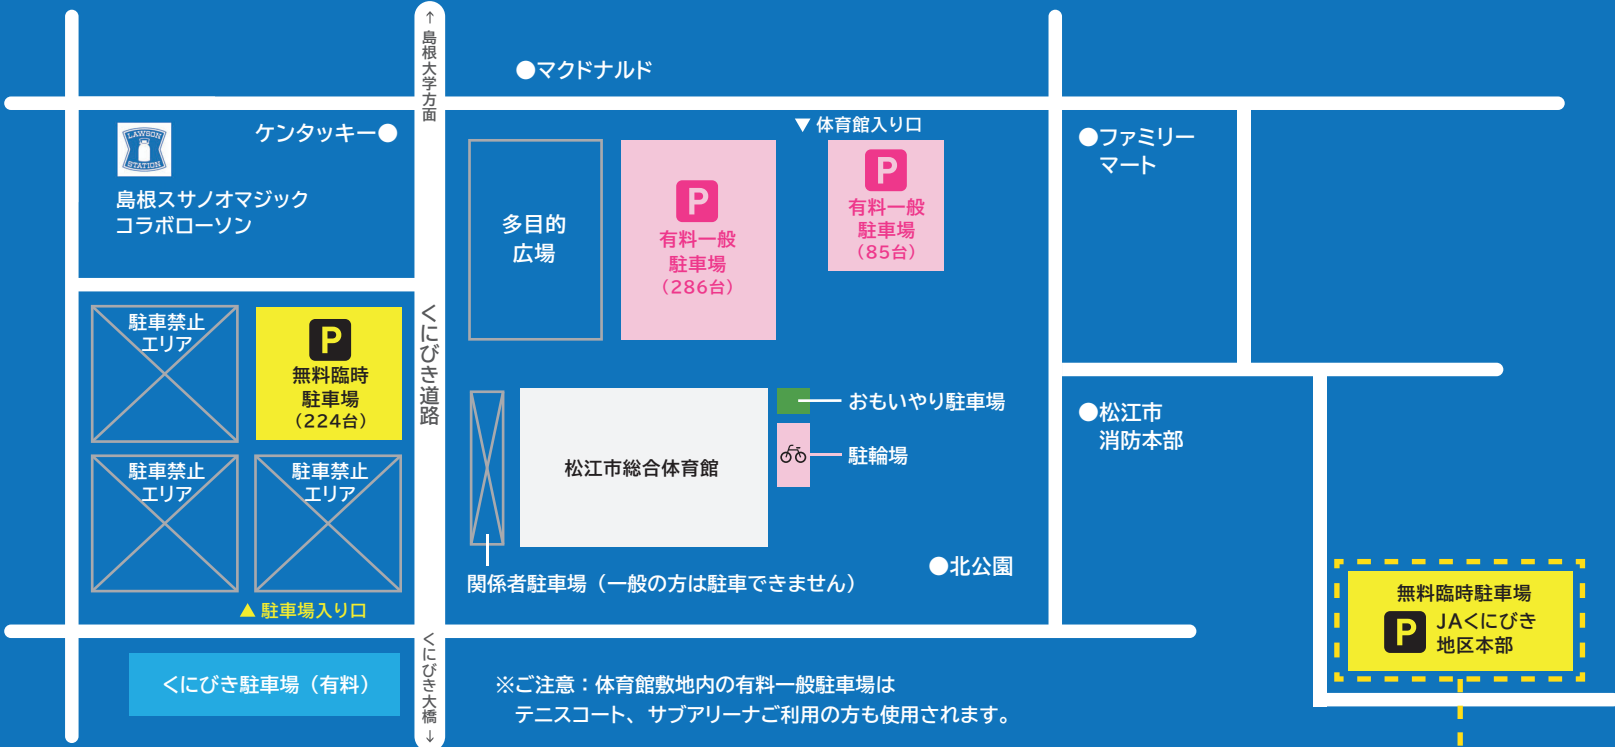 ↑島根大学方面
●マクドナルド
▼体育館入り口
ケンタッキー●
LAWSON
STATION
島根スサノオマジック
コラボローソン
多目的
広場
P
有料一般
駐車場
（286台）
P
有料一般
駐車場
（85台）
●ファミリー
マート
駐車禁止
エリア
P
無料臨時
駐車場
（224台）
くにびき道路
駐車禁止
エリア
駐車禁止
エリア
▲駐車場入り口
松江市総合体育館
おもいやり駐車場
駐輪場
関係者駐車場（一般の方は駐車できません）
●北公園
●松江市
消防本部
無料臨時駐車場
P
JAくにびき
地区本部
くにびき駐車場（有料）
くにびき大橋↓
※ご注意：体育館敷地内の有料一般駐車場は
テニスコート、サブアリーナご利用の方も使用されます。